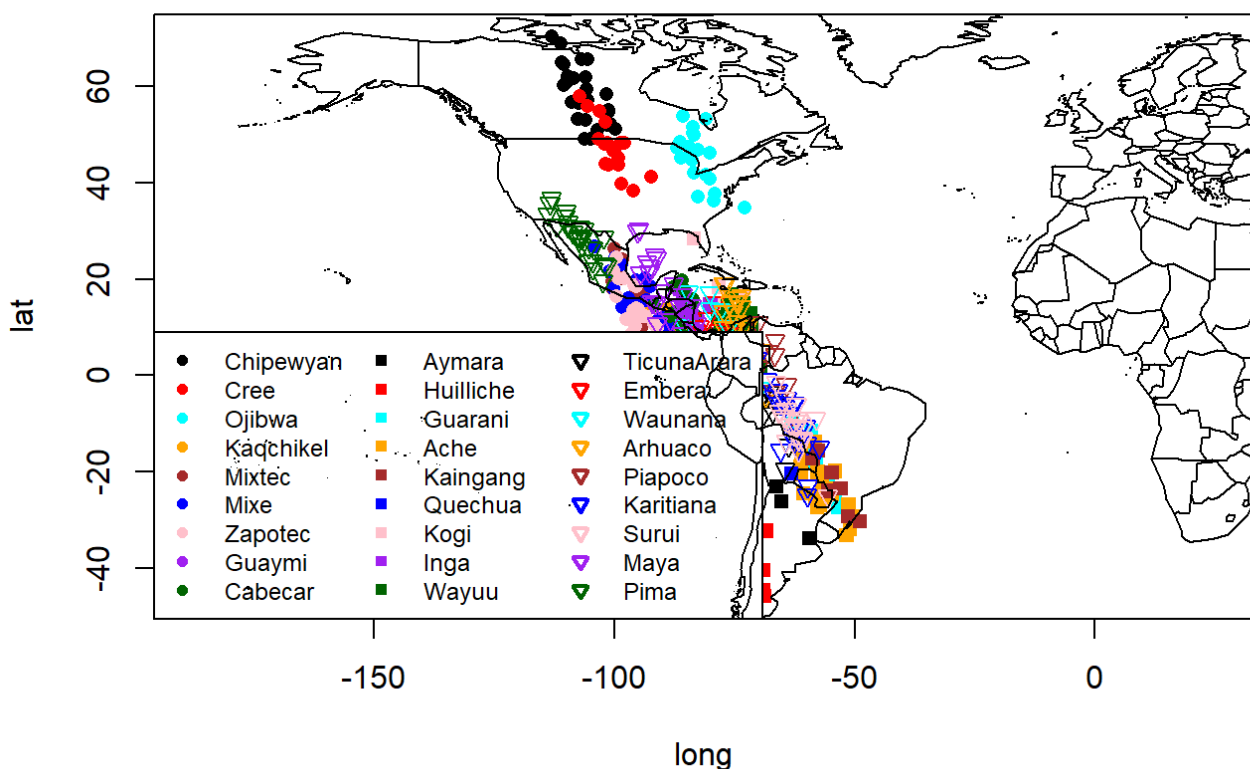 60
40
20
0
-20
-40
lat
Chipewyan Aymara TicunaArara
Cree Huilliche Embera
Ojibwa Guarani Waunana
Kaqchikel Ache Arhuaco
Mixtec Kaingang Piapoco
Mixe Quechua Karitiana
Zapotec Kogi Surui
Guaymi Inga Maya
Cabecar Wayuu Pima
-150 -100 -50 0
long